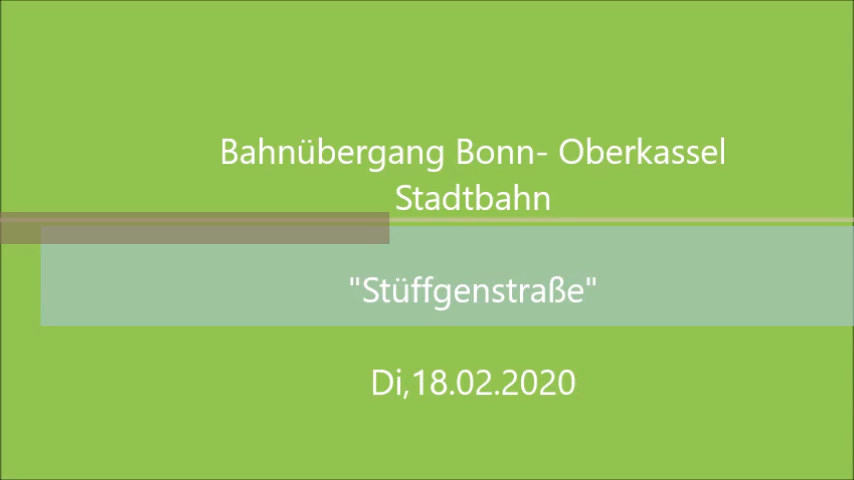 Bahnübergang Bonn- Oberkassel
Stadtbahn
"Stüffgenstraße"
Di,18.02.2020